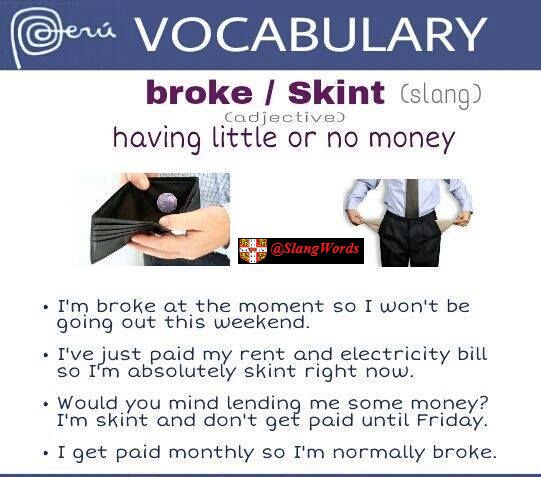 Perú VOCABULARY
broke / Skint (slang)
(adjective)
having little or no money
@SlangWords
• I'm broke at the moment so I won't be
going out this weekend.
• I've just paid my rent and electricity bill
so I'm absolutely skint right now.
• Would you mind lending me some money?
I'm skint and don't get paid until Friday.
• I get paid monthly so I'm normally broke.